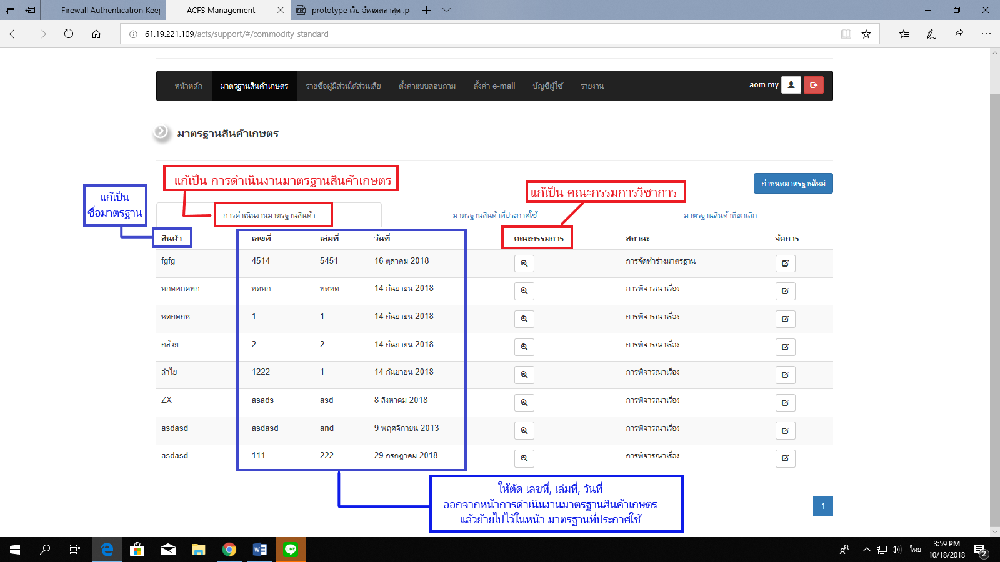 Firewall Authentication Keep
ACFS Management
prototype เว็บ อัพเดทล่าสุด .p
61.19.221.109/acfs/support/#/commodity-standard
หน้าหลัก มาตรฐานสินค้าเกษตร รายชื่อผู้มีส่วนได้ส่วนเสีย ตั้งค่าแบบสอบถาม ตั้งค่า e-mail บัญชีผู้ใช้ รายงาน aom my
มาตรฐานสินค้าเกษตร
แก้เป็น การดำเนินงานมาตรฐานสินค้าเกษตร
กำหนดมาตรฐานใหม่
แก้เป็น คณะกรรมการวิชาการ
แก้เป็น
ชื่อมาตรฐาน
การดำเนินงานมาตรฐานสินค้า มาตรฐานสินค้าที่ประกาศใช้ มาตรฐานสินค้าที่ยกเลิก
สินค้า เลขที่ เล่มที่ วันที่ คณะกรรมการ สถานะ จัดการ
fgfg 4514 5451 16 ตุลาคม 2018 การจัดทำร่างมาตรฐาน
หกดหกดหก หดหก หดหด 14 กันยายน 2018 การพิจารณาเรื่อง
หดกดกห 1 1 14 กันยายน 2018 การพิจารณาเรื่อง
กล้วย 2 2 14 กันยายน 2018 การพิจารณาเรื่อง
ลำไย 1222 1 14 กันยายน 2018 การพิจารณาเรื่อง
ZX asads asd 8 สิงหาคม 2018 การพิจารณาเรื่อง
asdasd asdasd and 9 พฤศจิกายน 2013 การพิจารณาเรื่อง
asdasd 111 222 29 กรกฎาคม 2018 การพิจารณาเรื่อง
ให้ตัด เลขที่, เล่มที่, วันที่
ออกจากหน้าการดำเนินงานมาตรฐานสินค้าเกษตร
แล้วย้ายไปไว้ในหน้า มาตรฐานที่ประกาศใช้
1
ไทย
3:59 PM
10/18/2018
2